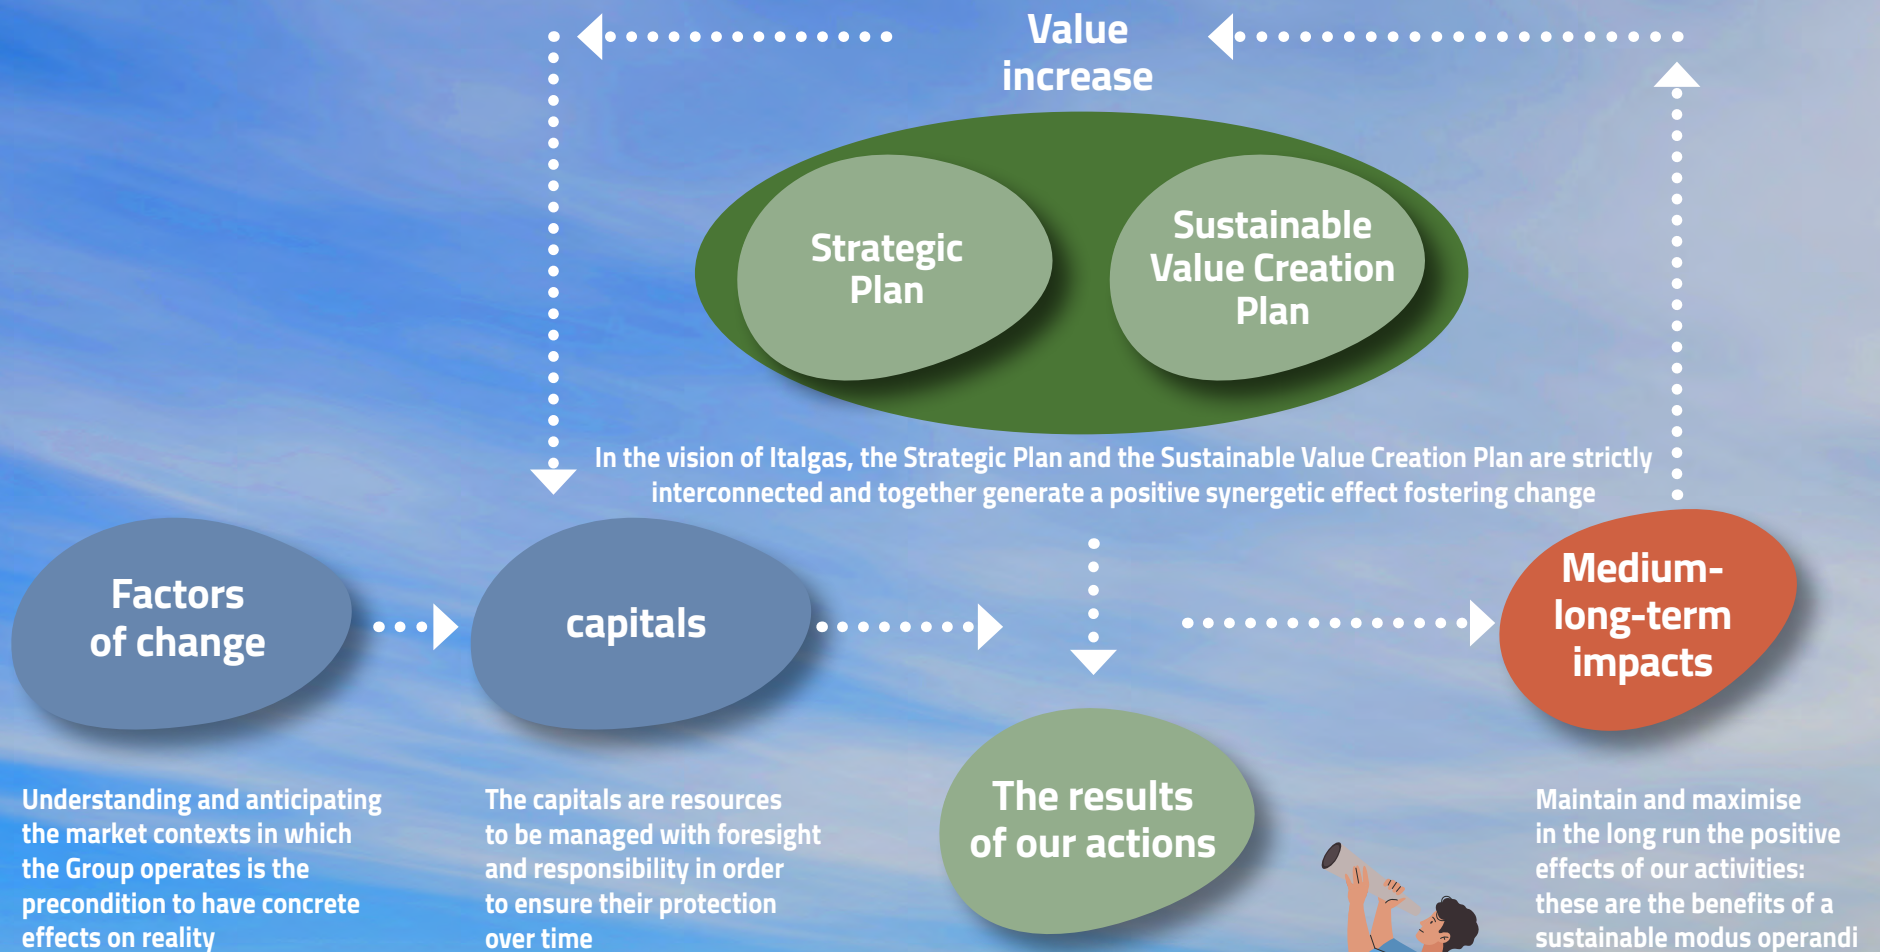 Value
increase
Strategic
Plan
Sustainable
Value Creation
Plan
In the vision of Italgas, the Strategic Plan and the Sustainable Value Creation Plan are strictly
interconnected and together generate a positive synergetic effect fostering change
Factors
of change
capitals
Medium-
long-term
impacts
The results
of our actions
Understanding and anticipating
the market contexts in which
the Group operates is the
precondition to have concrete
effects on reality
The capitals are resources
to be managed with foresight
and responsibility in order
to ensure their protection
over time
Maintain and maximise
in the long run the positive
effects of our activities:
these are the benefits of a
sustainable modus operandi